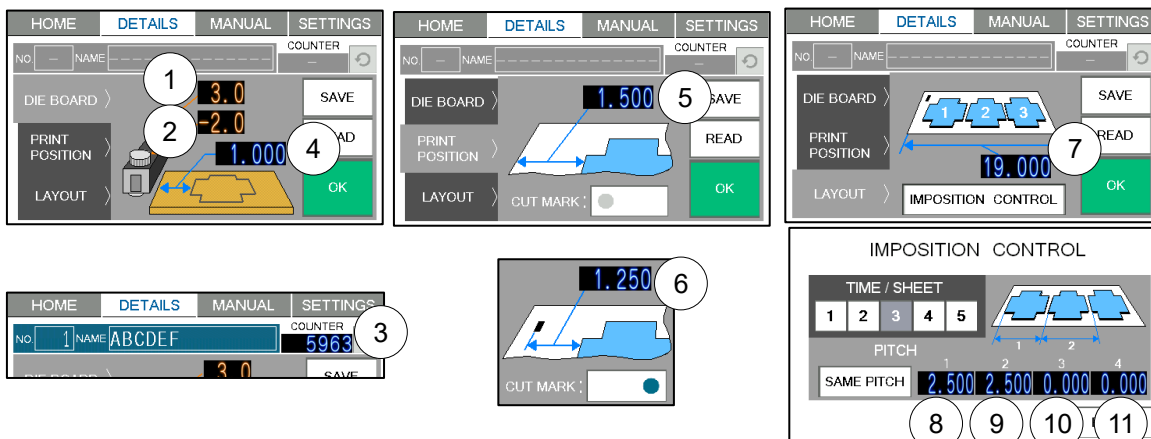 HOME DETAILS MANUAL SETTINGS
NO. – NAME ---------------- COUNTER –
DIE BOARD
1
3.0
SAVE
2
-2.0
PRINT POSITION
1.000
4
AD
LAYOUT
OK
HOME DETAILS MANUAL SETTINGS
NO. – NAME ---------------- COUNTER –
DIE BOARD
1.500
5
SAVE
PRINT POSITION
READ
LAYOUT
CUT MARK :
OK
HOME DETAILS MANUAL SETTINGS
NO. – NAME ---------------- COUNTER –
DIE BOARD
1 2 3
SAVE
PRINT POSITION
7
READ
19.000
LAYOUT
IMPOSITION CONTROL
OK
HOME DETAILS MANUAL SETTINGS
NO. 1 NAME ABCDEF COUNTER 5963
3
3.0
1.250
6
CUT MARK :
IMPOSITION CONTROL
TIME / SHEET
1 2 3 4 5
1 2
PITCH
1 2 3 4
SAME PITCH 2.500 2.500 0.000 0.000
8 9 10 11